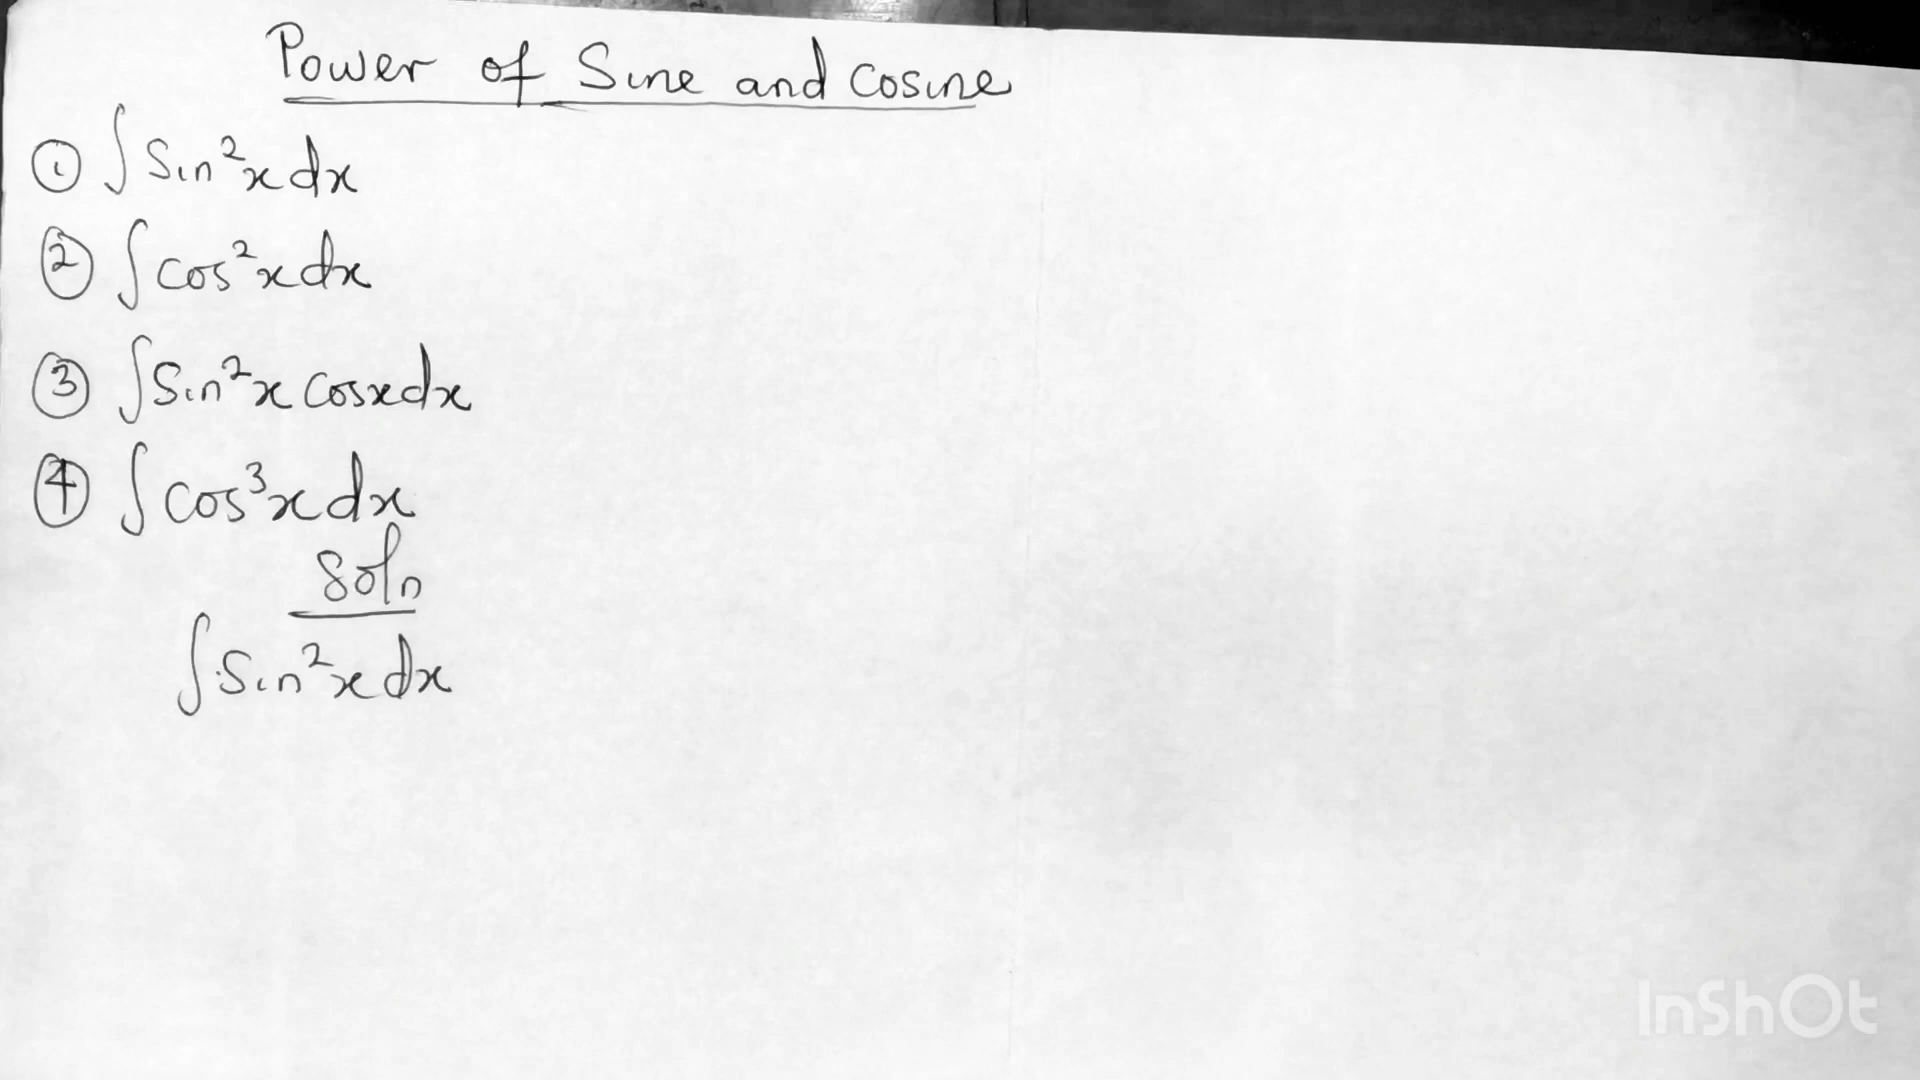 Power of Sine and Cosine
① ∫ Sin²x dx
② ∫ cos²x dx
③ ∫ Sin²x cosx dx
④ ∫ cos³x dx
Soln
∫ Sin²x dx
InShOt